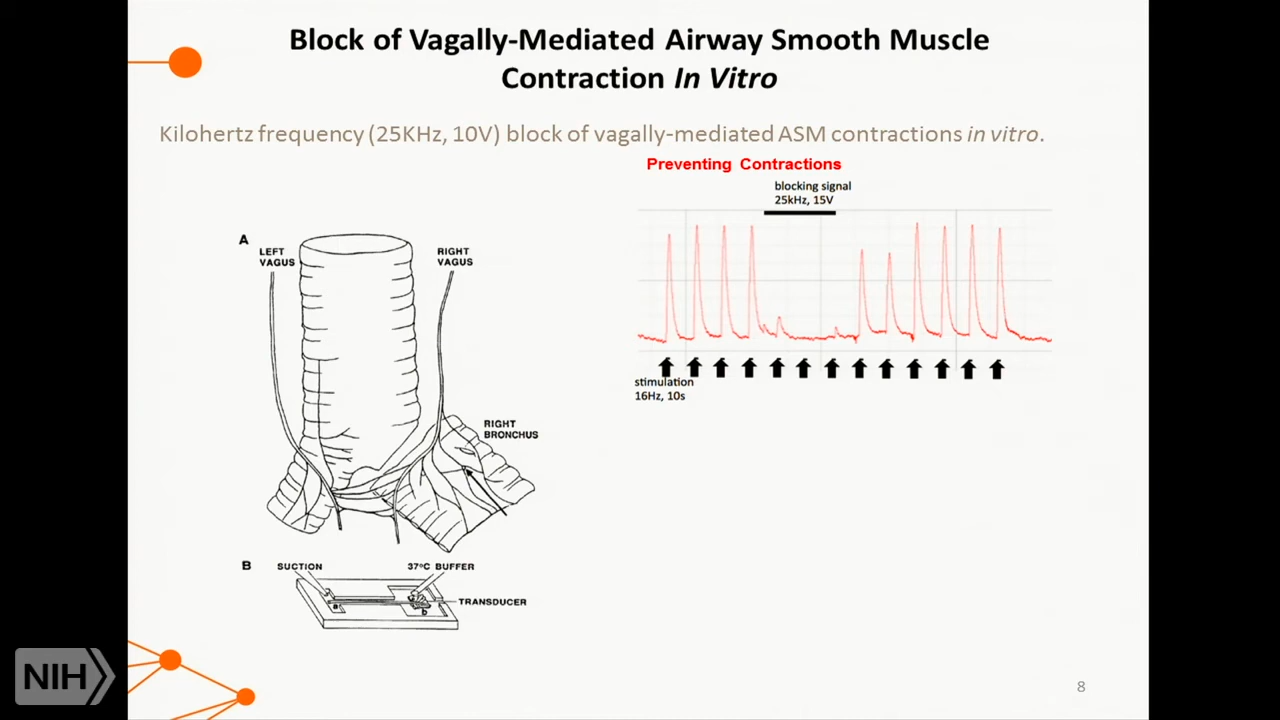 Block of Vagally-Mediated Airway Smooth Muscle
Contraction In Vitro
Kilohertz frequency (25KHz, 10V) block of vagally-mediated ASM contractions in vitro.
Preventing Contractions
blocking signal
25kHz, 15V
stimulation
16Hz, 10s
A
LEFT
VAGUS
RIGHT
VAGUS
RIGHT
BRONCHUS
B
SUCTION
37°C BUFFER
TRANSDUCER
a
b
NIH
8